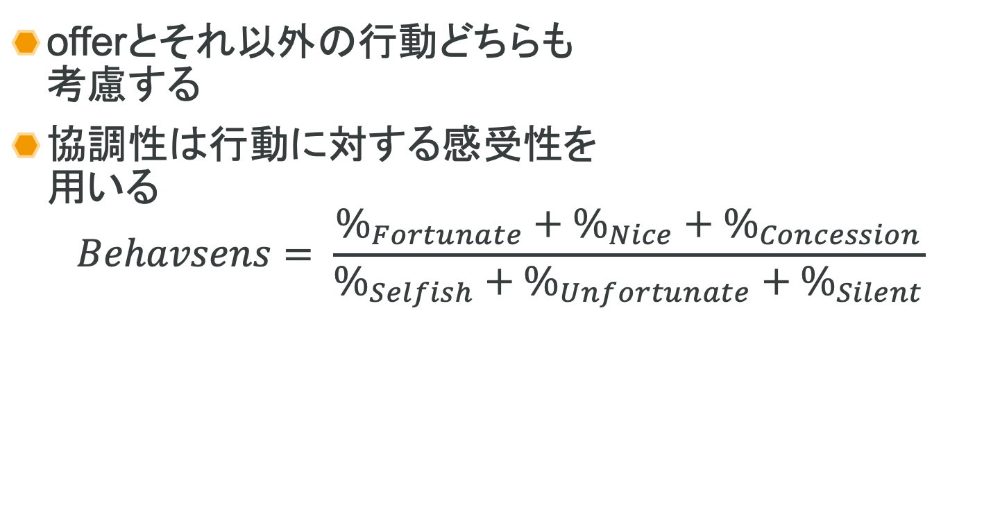 offerとそれ以外の行動どちらも
考慮する
協調性は行動に対する感受性を
用いる
%Fortunate + %Nice + %Concession
Behavsens =
%Selfish + %Unfortunate + %Silent